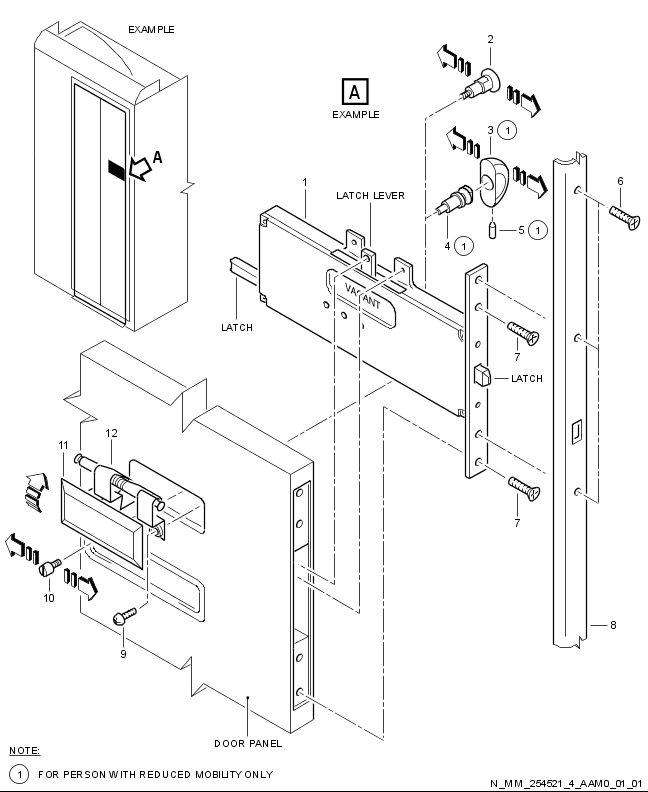 EXAMPLE
A
A
EXAMPLE
2
3 1
1
LATCH LEVER
6
4 1
5 1
VACANT
LATCH
7
LATCH
11
12
7
10
9
8
DOOR PANEL
NOTE:
1 FOR PERSON WITH REDUCED MOBILITY ONLY
N_MM_254521_4_AAM0_01_01